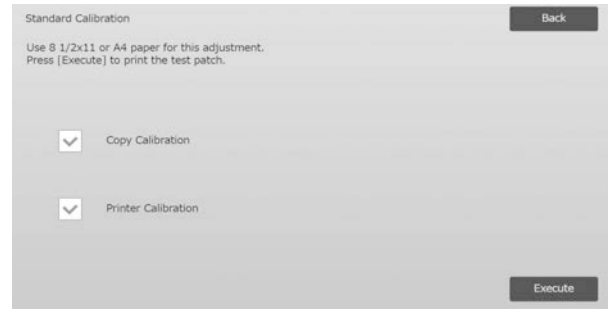 Standard Calibration
Back
Use 8 1/2x11 or A4 paper for this adjustment.
Press [Execute] to print the test patch.
Copy Calibration
Printer Calibration
Execute